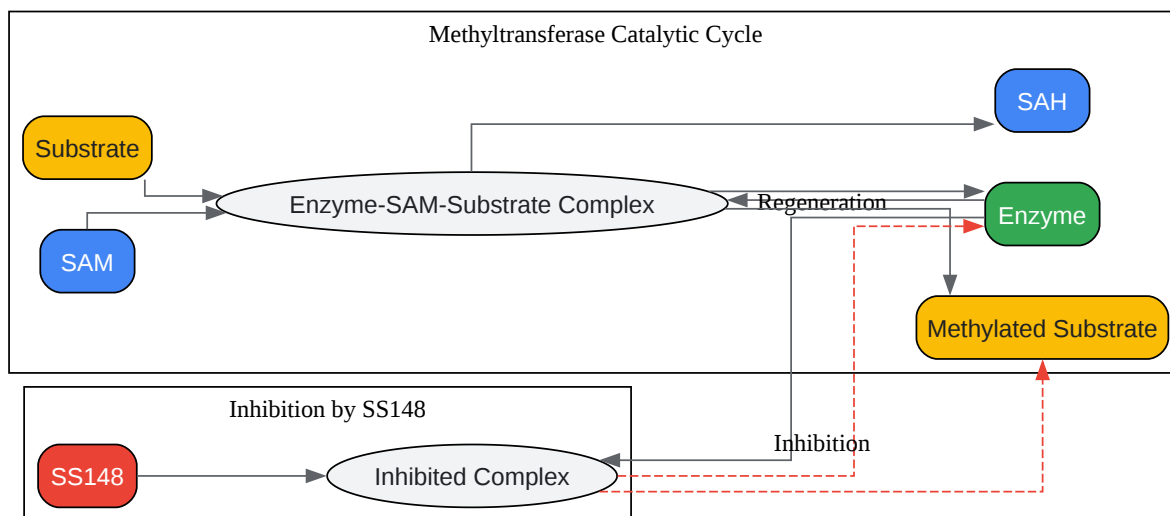 Methyltransferase Catalytic Cycle
SAH
Substrate
Enzyme-SAM-Substrate Complex
Regeneration
Enzyme
SAM
Methylated Substrate
Inhibition by SS148
Inhibition
SS148
Inhibited Complex